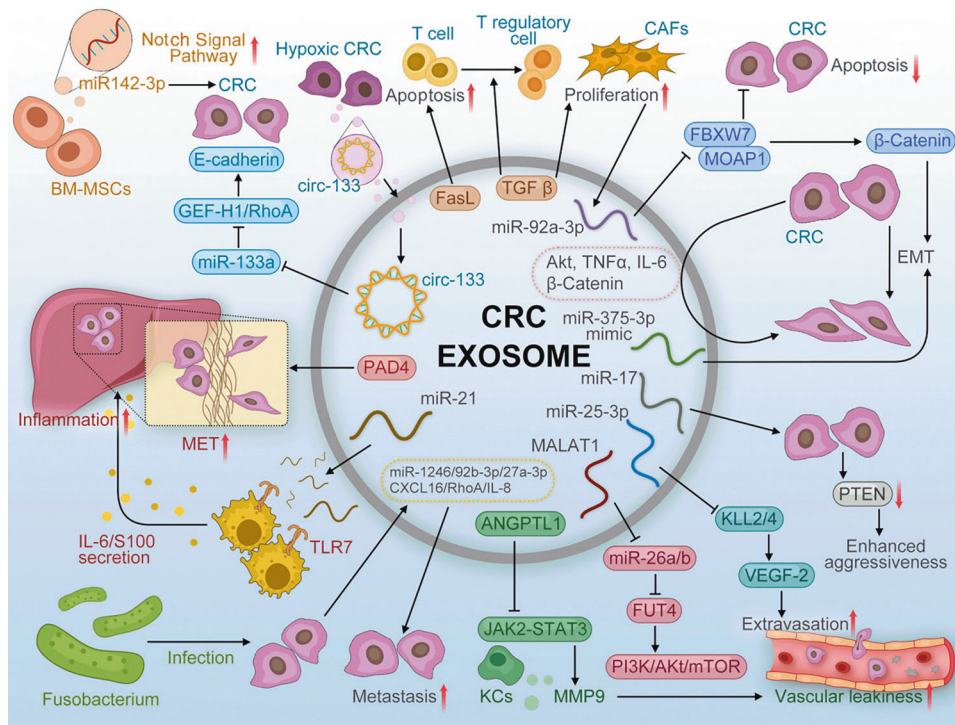 Notch Signal
Pathway
miR142-3p
CRC
BM-MSCs
E-cadherin
GEF-H1/RhoA
miR-133a
Hypoxic CRC
circ-133
T cell
T regulatory
cell
Apoptosis
CAFs
Proliferation
CRC
Apoptosis
FBXW7
MOAP1
β-Catenin
FasL
TGF β
miR-92a-3p
CRC
EMT
Akt, TNFα, IL-6
β-Catenin
circ-133
CRC
EXOSOME
miR-375-3p
mimic
PAD4
miR-17
miR-21
miR-25-3p
MALAT1
Inflammation
MET
miR-1246/92b-3p/27a-3p
CXCL16/RhoA/IL-8
PTEN
ANGPTL1
KLL2/4
IL-6/S100
secretion
TLR7
Enhanced
aggressiveness
miR-26a/b
VEGF-2
FUT4
Extravasation
JAK2-STAT3
Infection
PI3K/AKt/mTOR
Fusobacterium
Metastasis
KCs
MMP9
Vascular leakiness